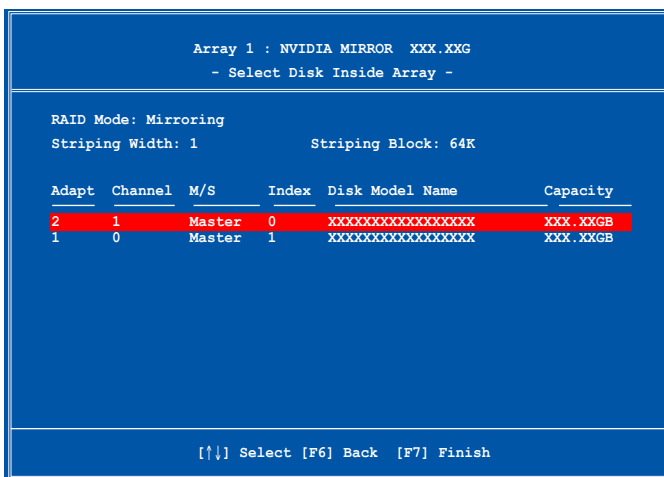 Array 1 : NVIDIA MIRROR XXX.XXG
- Select Disk Inside Array -
RAID Mode: Mirroring
Striping Width: 1 Striping Block: 64K
Adapt Channel M/S Index Disk Model Name Capacity
2 1 Master 0 XXXXXXXXXXXXXXXXX XXX.XXGB
1 0 Master 1 XXXXXXXXXXXXXXXXX XXX.XXGB
[↑↓] Select [F6] Back [F7] Finish